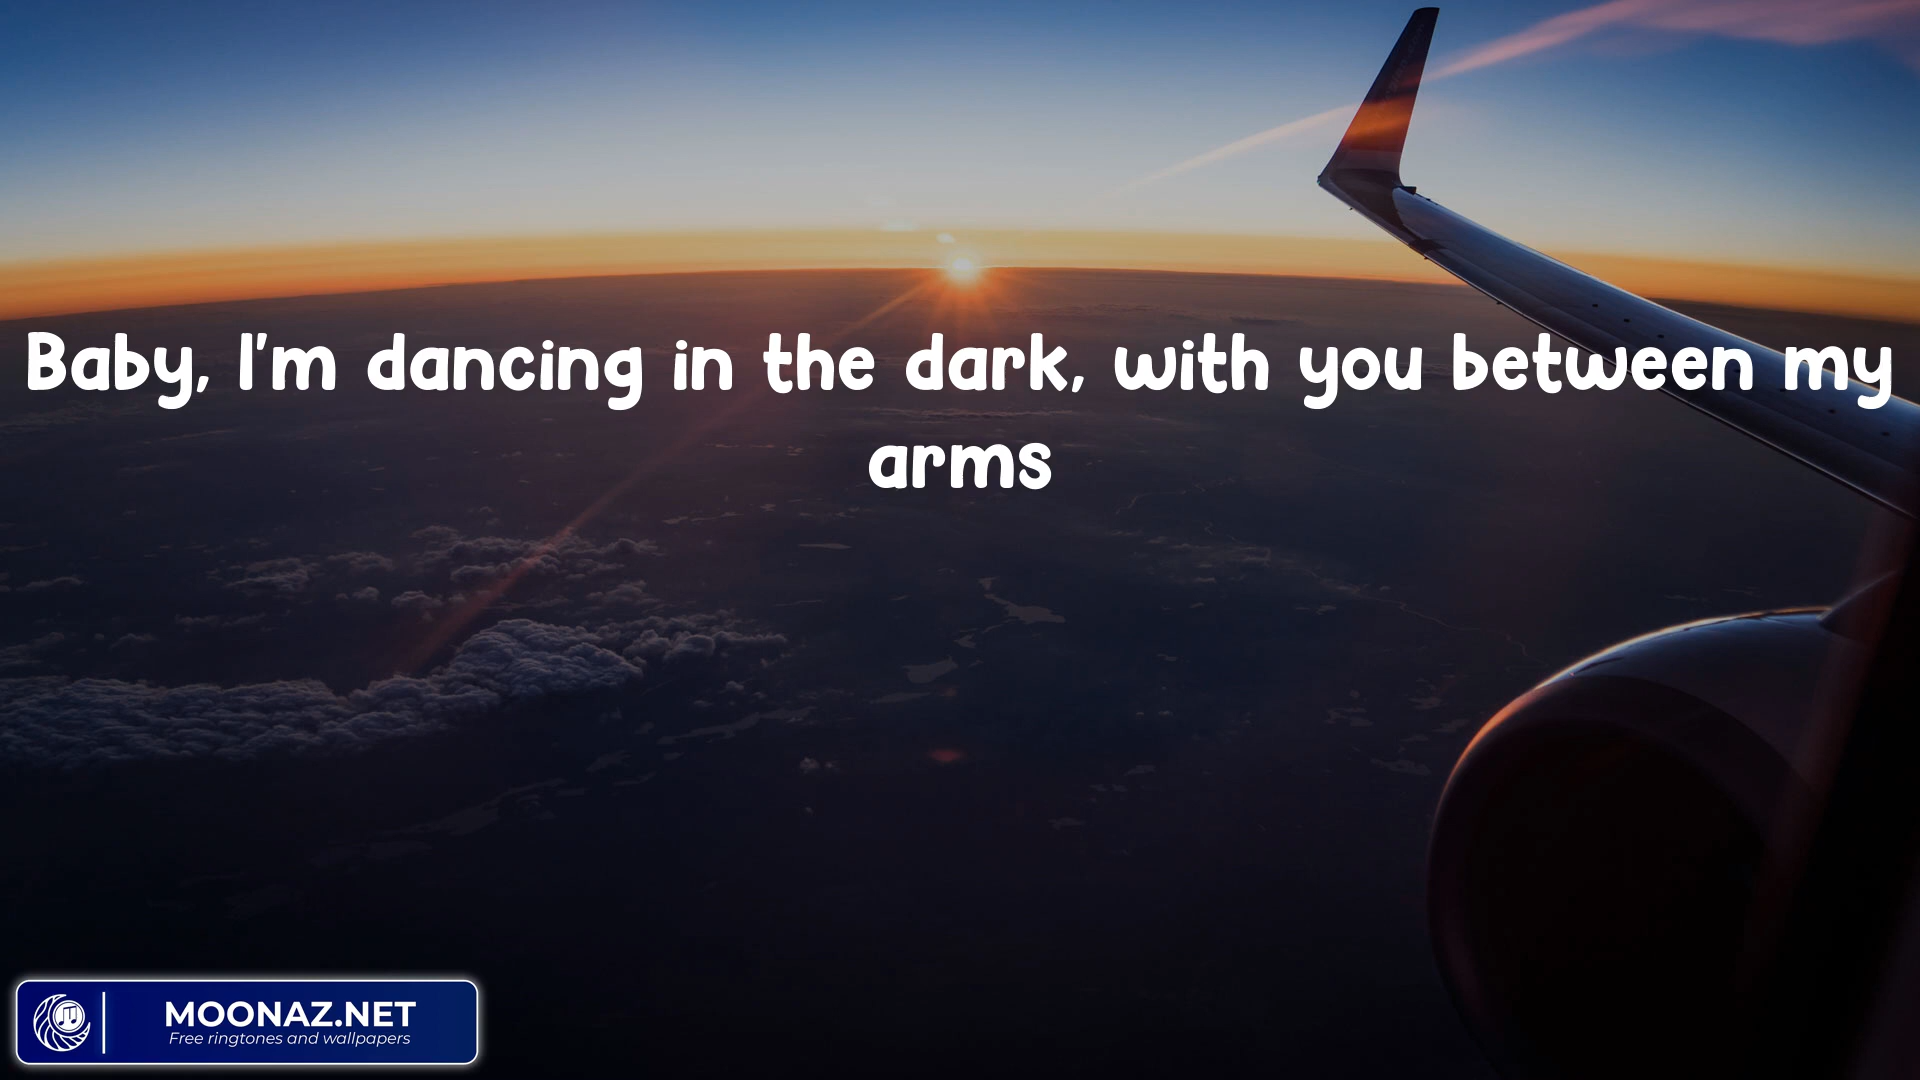 Baby, I'm dancing in the dark, with you between my
arms
MOONAZ.NET
Free ringtones and wallpapers